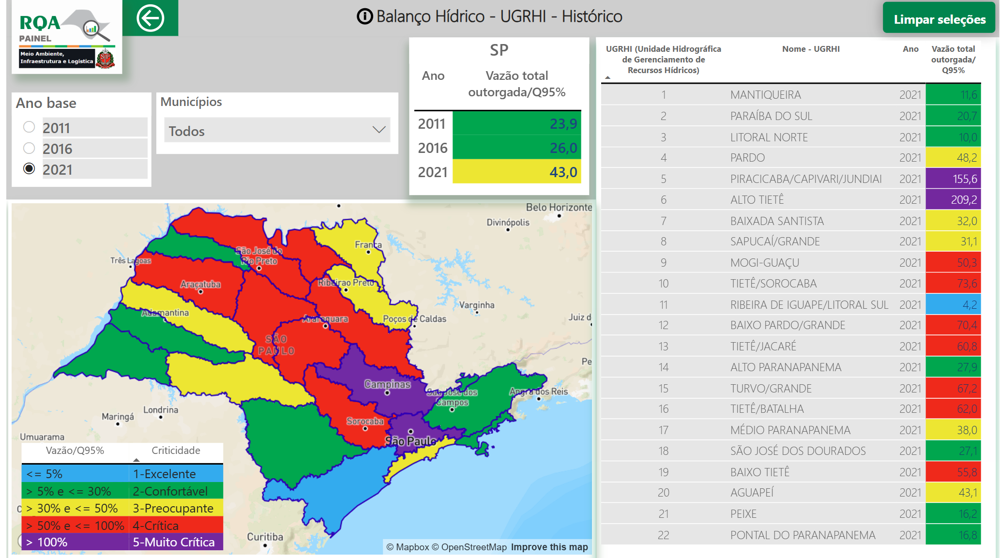 RQA
PAINEL
Meio Ambiente,
Infraestrutura e Logística
SP
Balanço Hídrico - UGRHI - Histórico
Limpar seleções
Ano base
2011
2016
2021
Municípios
Todos
SP
Ano Vazão total
outorgada/Q95%
2011 23,9
2016 26,0
2021 43,0
UGRHI (Unidade Hidrográfica
de Gerenciamento de
Recursos Hídricos)
Nome - UGRHI
Ano
Vazão total
outorgada/
Q95%
1 MANTIQUEIRA 2021 11,6
2 PARAÍBA DO SUL 2021 20,7
3 LITORAL NORTE 2021 10,0
4 PARDO 2021 48,2
5 PIRACICABA/CAPIVARI/JUNDIAI 2021 155,6
6 ALTO TIETÊ 2021 209,2
7 BAIXADA SANTISTA 2021 32,0
8 SAPUCAÍ/GRANDE 2021 31,1
9 MOGI-GUAÇU 2021 50,3
10 TIETÊ/SOROCABA 2021 73,6
11 RIBEIRA DE IGUAPE/LITORAL SUL 2021 4,2
12 BAIXO PARDO/GRANDE 2021 70,4
13 TIETÊ/JACARÉ 2021 60,8
14 ALTO PARANAPANEMA 2021 27,9
15 TURVO/GRANDE 2021 67,2
16 TIETÊ/BATALHA 2021 62,0
17 MÉDIO PARANAPANEMA 2021 38,0
18 SÃO JOSÉ DOS DOURADOS 2021 27,1
19 BAIXO TIETÊ 2021 55,8
20 AGUAPEÍ 2021 43,1
21 PEIXE 2021 16,2
22 PONTAL DO PARANAPANEMA 2021 16,8
Belo Horizonte
Divinópolis
Franca
São José do
Rio Preto
Três Lagoas
Araçatuba
Ribeirao Preto
Varginha
Adamantina
Araraquara
Poços de Caldas
Juiz d
SÃO
PAULO
Pe
Campinas
São José dos
Campos
Angra dos Reis
Londrina
Maringá
Sorocaba
Umuarama
São Paulo
Curitiba
Vazão/Q95% Criticidade
<= 5% 1-Excelente
> 5% e <= 30% 2-Confortável
> 30% e <= 50% 3-Preocupante
> 50% e <= 100% 4-Crítica
> 100% 5-Muito Crítica
© Mapbox © OpenStreetMap Improve this map